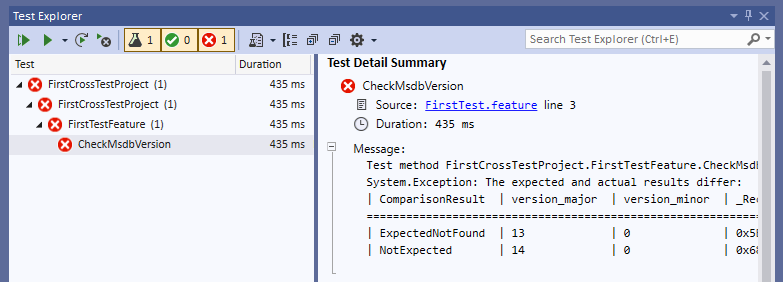 Test Explorer
1 0 1
Search Test Explorer (Ctrl+E)
Test Duration
FirstCrossTestProject (1) 435 ms
FirstCrossTestProject (1) 435 ms
FirstTestFeature (1) 435 ms
CheckMsdbVersion 435 ms
Test Detail Summary
CheckMsdbVersion
Source: FirstTest.feature line 3
Duration: 435 ms
Message:
Test method FirstCrossTestProject.FirstTestFeature.CheckMsdb
System.Exception: The expected and actual results differ:
| ComparisonResult | version_major | version_minor | _Rec
================================================
| ExpectedNotFound | 13 | 0 | 0x5
| NotExpected | 14 | 0 | 0x68